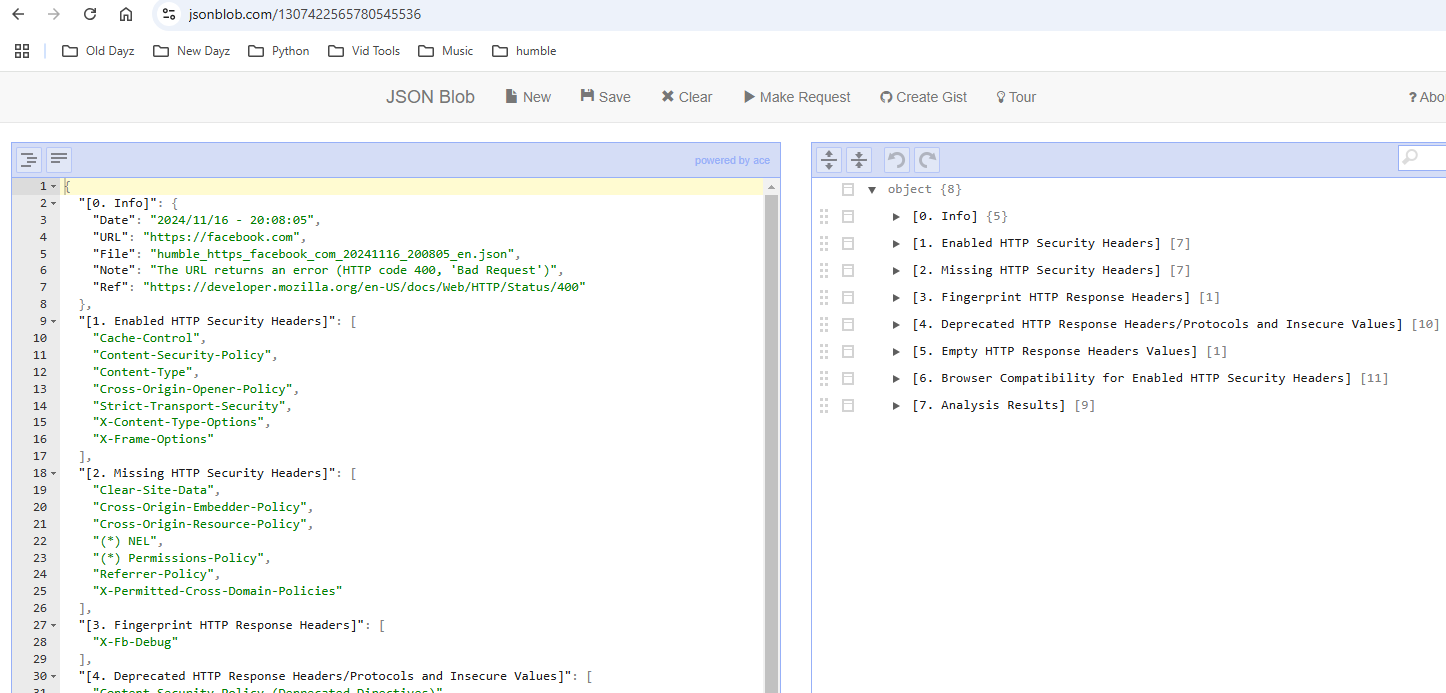 jsonblob.com/1307422565780545536
Old Dayz New Dayz Python Vid Tools Music humble
JSON Blob New Save Clear Make Request Create Gist Tour ? Abo
powered by ace
1 {
2 "[0. Info]": {
3 "Date": "2024/11/16 - 20:08:05",
4 "URL": "https://facebook.com",
5 "File": "humble_https_facebook_com_20241116_200805_en.json",
6 "Note": "The URL returns an error (HTTP code 400, 'Bad Request')",
7 "Ref": "https://developer.mozilla.org/en-US/docs/Web/HTTP/Status/400"
8 },
9 "[1. Enabled HTTP Security Headers]": [
10 "Cache-Control",
11 "Content-Security-Policy",
12 "Content-Type",
13 "Cross-Origin-Opener-Policy",
14 "Strict-Transport-Security",
15 "X-Content-Type-Options",
16 "X-Frame-Options"
17 ],
18 "[2. Missing HTTP Security Headers]": [
19 "Clear-Site-Data",
20 "Cross-Origin-Embedder-Policy",
21 "Cross-Origin-Resource-Policy",
22 "(*) NEL",
23 "(*) Permissions-Policy",
24 "Referrer-Policy",
25 "X-Permitted-Cross-Domain-Policies"
26 ],
27 "[3. Fingerprint HTTP Response Headers]": [
28 "X-Fb-Debug"
29 ],
30 "[4. Deprecated HTTP Response Headers/Protocols and Insecure Values]": [
31 "Content-Security-Policy (Deprecated Directives)"
object {8}
[0. Info] {5}
[1. Enabled HTTP Security Headers] [7]
[2. Missing HTTP Security Headers] [7]
[3. Fingerprint HTTP Response Headers] [1]
[4. Deprecated HTTP Response Headers/Protocols and Insecure Values] [10]
[5. Empty HTTP Response Headers Values] [1]
[6. Browser Compatibility for Enabled HTTP Security Headers] [11]
[7. Analysis Results] [9]